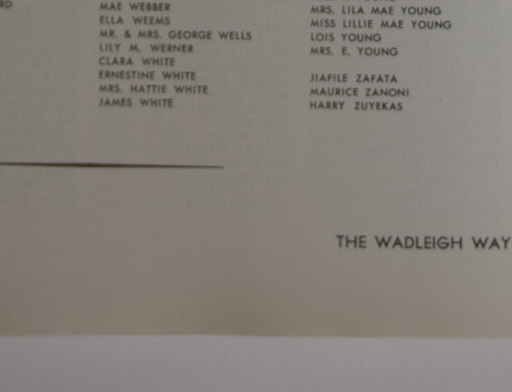 RD
MAE WEBBER
ELLA WEEMS
MR. & MRS. GEORGE WELLS
LILY M. WERNER
CLARA WHITE
ERNESTINE WHITE
MRS. HATTIE WHITE
JAMES WHITE
MRS. LILA MAE YOUNG
MISS LILLIE MAE YOUNG
LOIS YOUNG
MRS. E. YOUNG
JIAFILE ZAFATA
MAURICE ZANONI
HARRY ZUYEKAS
THE WADLEIGH WAY